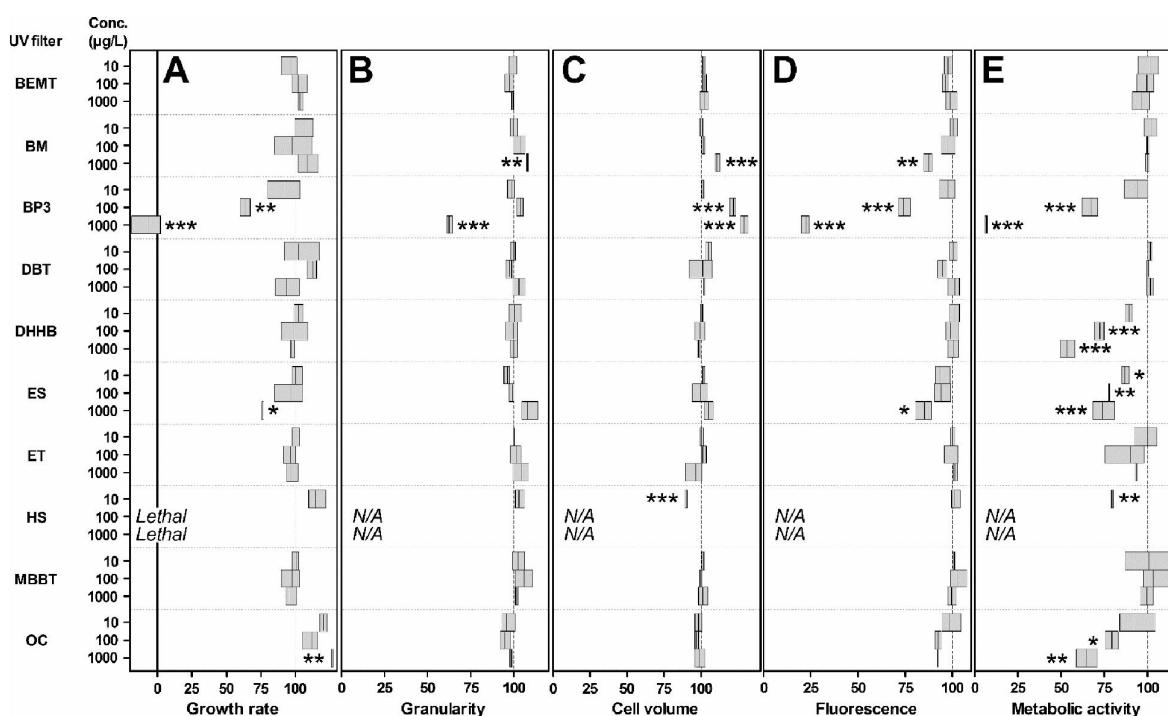 UV filter Conc. (µg/L) A B C D E
BEMT 10
100
1000
BM 10
100
1000 ** *** **
BP3 10
100 ** *** *** ***
1000 *** *** *** *** ***
DBT 10
100
1000
DHHB 10
100 ***
1000 ***
ES 10 *
100 **
1000 * * ***
ET 10
100
1000
HS 10 *** **
100 Lethal N/A N/A N/A N/A
1000 Lethal N/A N/A N/A N/A
MBBT 10
100
1000
OC 10
100 *
1000 ** **
0 100 0 25 50 75 100 0 25 50 75 100 0 25 50 75 100 0 25 50 75 100
Growth rate Granularity Cell volume Fluorescence Metabolic activity